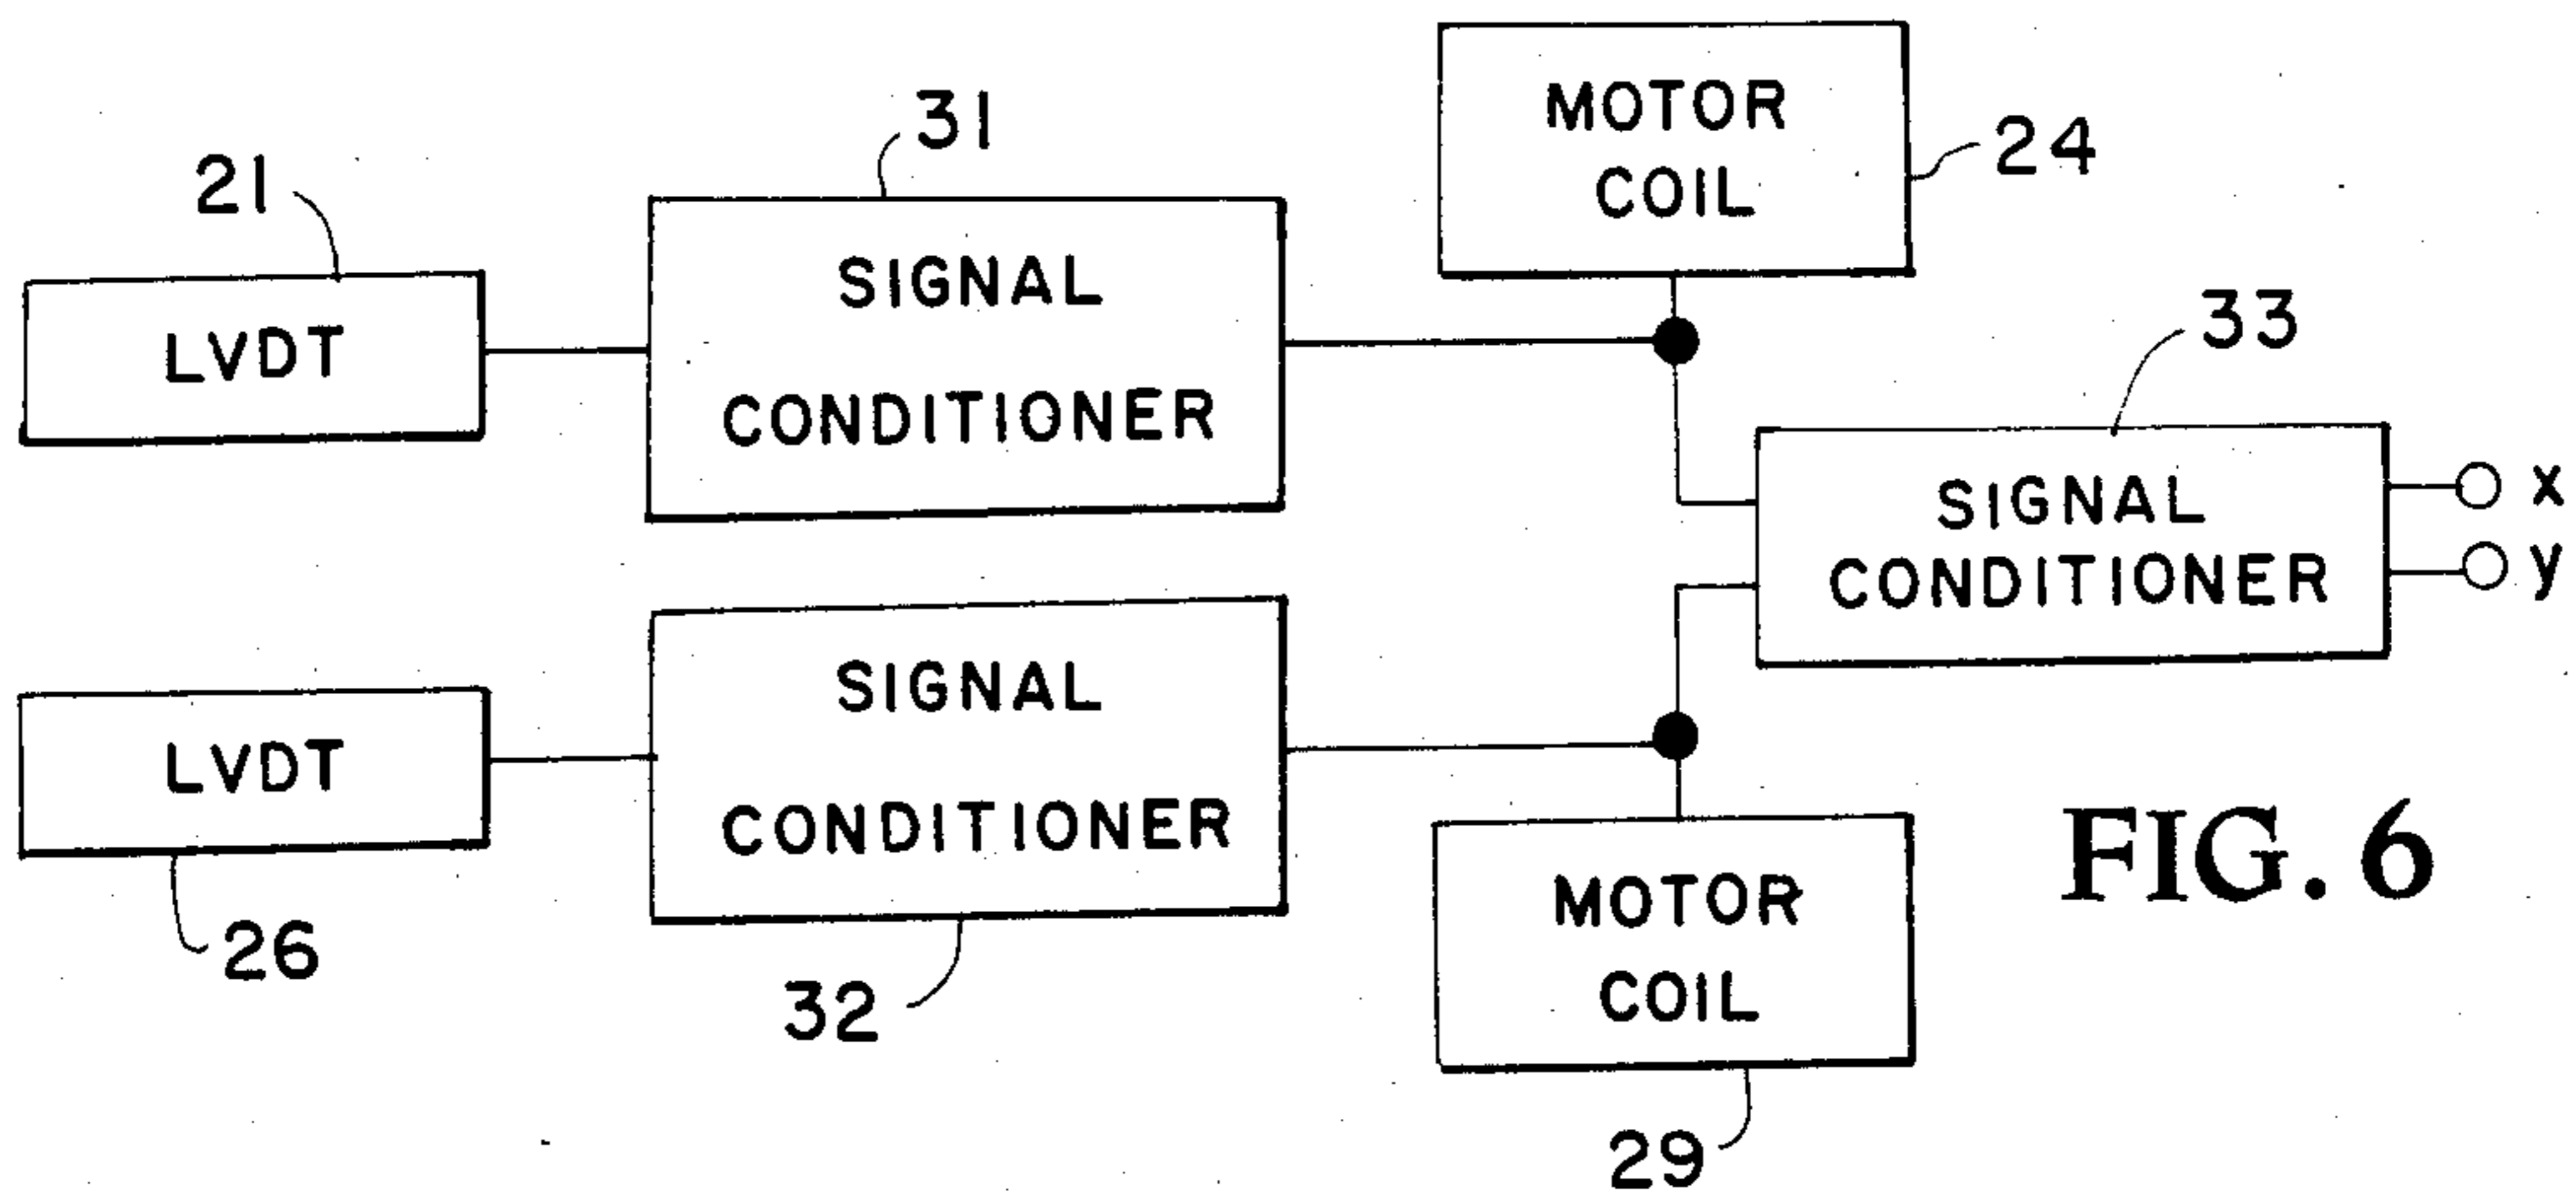 21
LVDT
31
SIGNAL
CONDITIONER
MOTOR
COIL
24
33
SIGNAL
CONDITIONER
x
y
LVDT
26
SIGNAL
CONDITIONER
32
MOTOR
COIL
29
FIG. 6